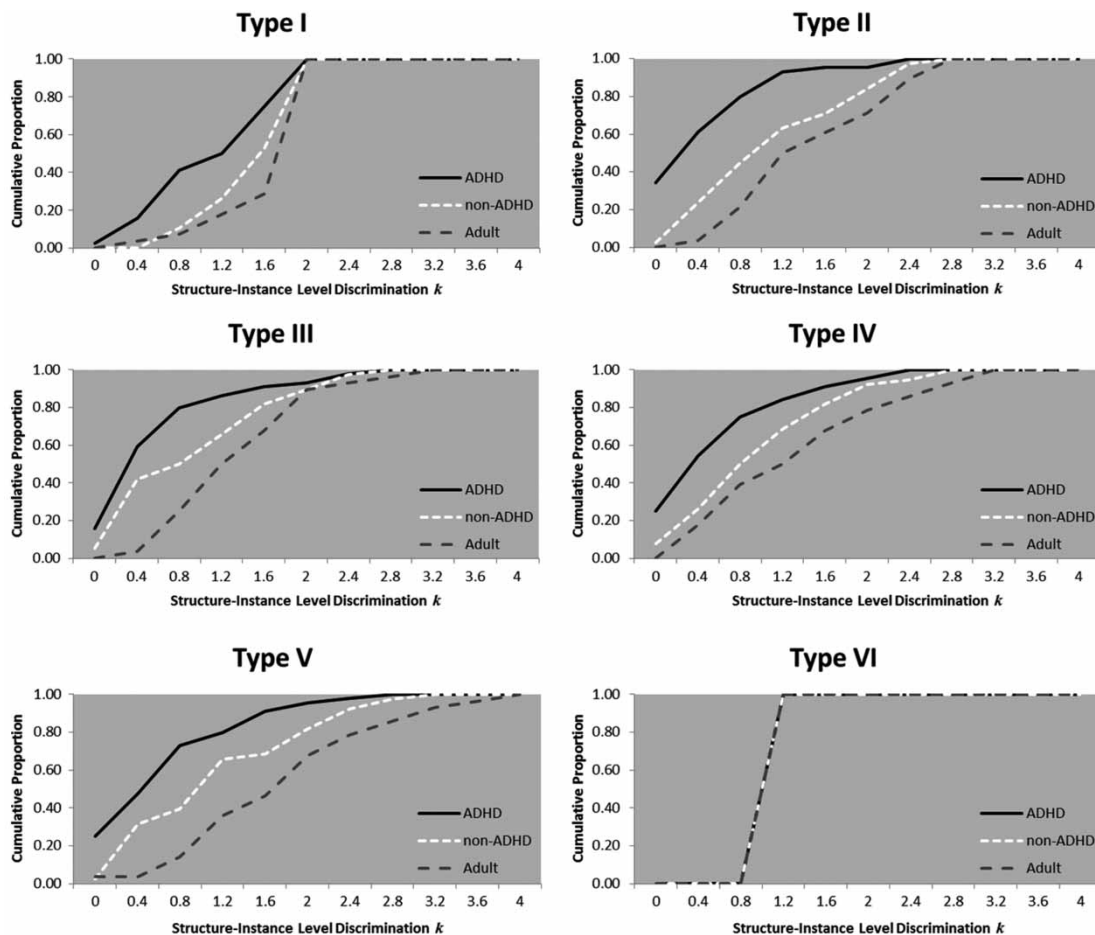 Type I
1.00
0.80
0.60
0.40
0.20
0.00
Cumulative Proportion
ADHD
non-ADHD
Adult
0 0.4 0.8 1.2 1.6 2 2.4 2.8 3.2 3.6 4
Structure-Instance Level Discrimination k
Type II
1.00
0.80
0.60
0.40
0.20
0.00
Cumulative Proportion
ADHD
non-ADHD
Adult
0 0.4 0.8 1.2 1.6 2 2.4 2.8 3.2 3.6 4
Structure-Instance Level Discrimination k
Type III
1.00
0.80
0.60
0.40
0.20
0.00
Cumulative Proportion
ADHD
non-ADHD
Adult
0 0.4 0.8 1.2 1.6 2 2.4 2.8 3.2 3.6 4
Structure-Instance Level Discrimination k
Type IV
1.00
0.80
0.60
0.40
0.20
0.00
Cumulative Proportion
ADHD
non-ADHD
Adult
0 0.4 0.8 1.2 1.6 2 2.4 2.8 3.2 3.6 4
Structure-Instance Level Discrimination k
Type V
1.00
0.80
0.60
0.40
0.20
0.00
Cumulative Proportion
ADHD
non-ADHD
Adult
0 0.4 0.8 1.2 1.6 2 2.4 2.8 3.2 3.6 4
Structure-Instance Level Discrimination k
Type VI
1.00
0.80
0.60
0.40
0.20
0.00
Cumulative Proportion
ADHD
non-ADHD
Adult
0 0.4 0.8 1.2 1.6 2 2.4 2.8 3.2 3.6 4
Structure-Instance Level Discrimination k